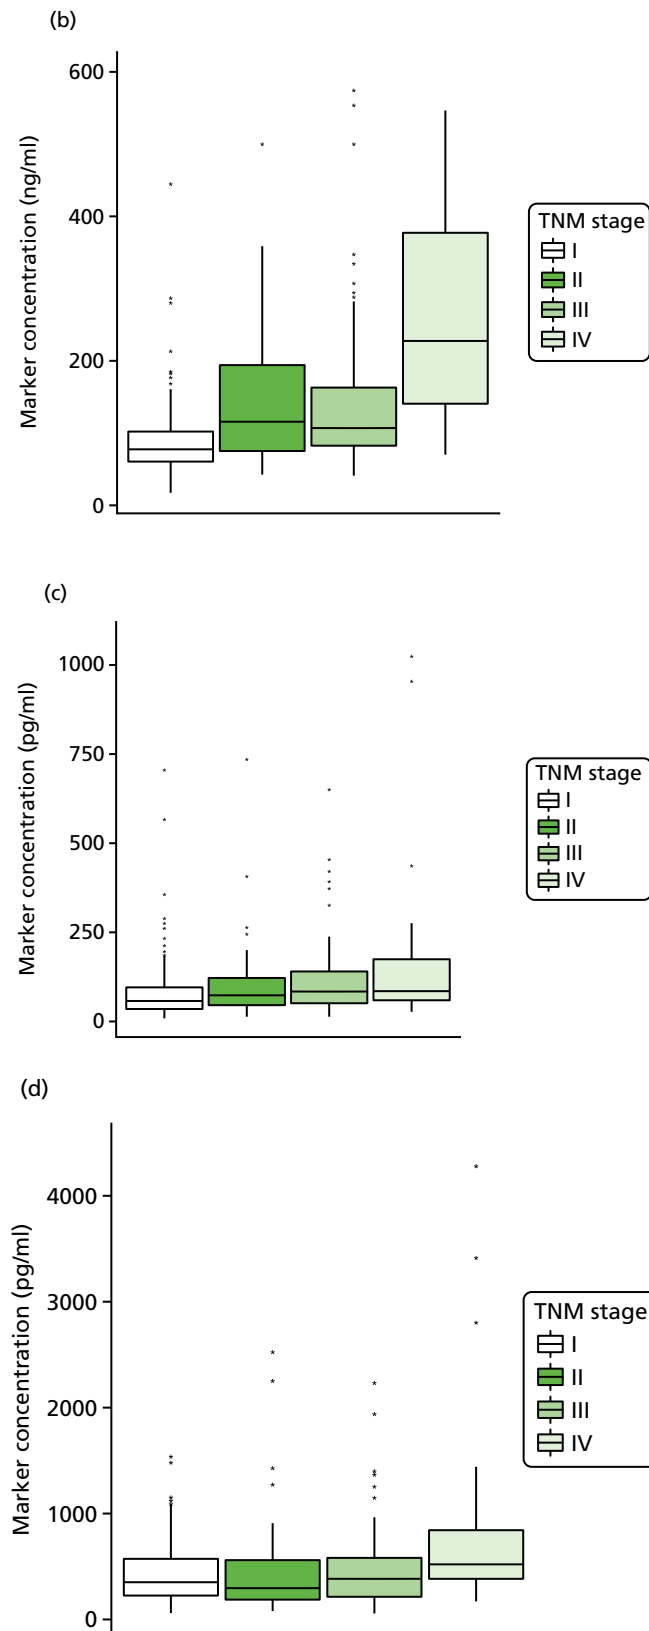 (b)
Marker concentration (ng/ml)
600
400
200
0
TNM stage
I
II
III
IV
(c)
Marker concentration (pg/ml)
1000
750
500
250
0
TNM stage
I
II
III
IV
(d)
Marker concentration (pg/ml)
4000
3000
2000
1000
0
TNM stage
I
II
III
IV